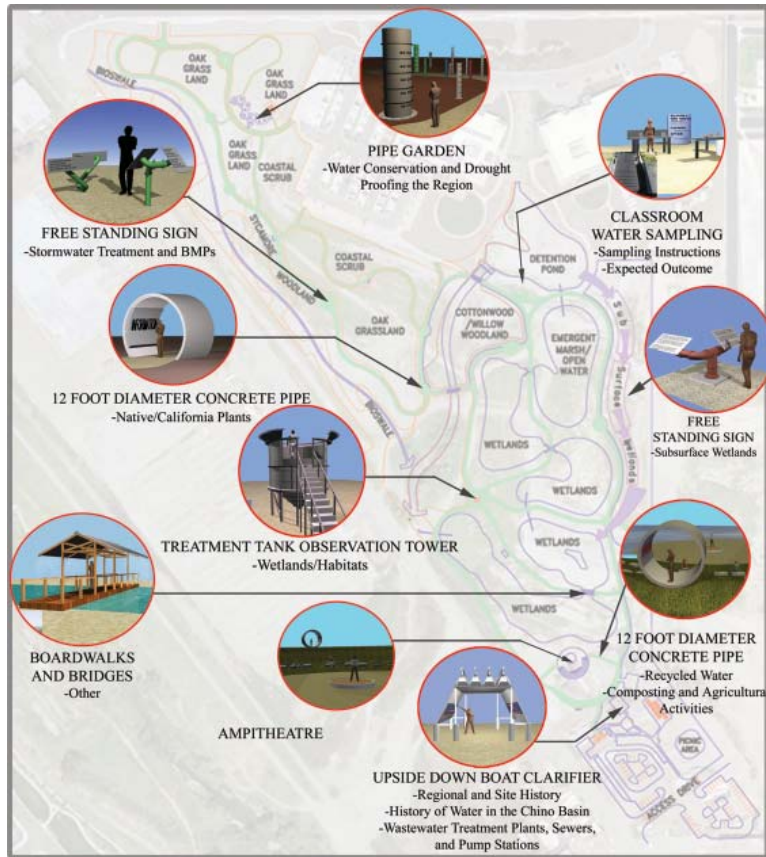 BIOSWALE
OAK
GRASS
LAND
OAK
GRASS
LAND
OAK
GRASS
LAND
COASTAL
SCRUB
PIPE GARDEN
-Water Conservation and Drought
Proofing the Region
CLASSROOM
WATER SAMPLING
-Sampling Instructions
-Expected Outcome
FREE STANDING SIGN
-Stormwater Treatment and BMPs
SYCAMORE
WOODLAND
COASTAL
SCRUB
DETENTION
POND
OAK
GRASSLAND
COTTONWOOD
/WILLOW
WOODLAND
EMERGENT
MARSH/
OPEN
WATER
Sub
Surface
Wetlands
12 FOOT DIAMETER CONCRETE PIPE
-Native/California Plants
BIOSWALE
FREE
STANDING SIGN
-Subsurface Wetlands
WETLANDS
WETLANDS
WETLANDS
WETLANDS
TREATMENT TANK OBSERVATION TOWER
-Wetlands/Habitats
BOARDWALKS
AND BRIDGES
-Other
AMPITHEATRE
12 FOOT DIAMETER
CONCRETE PIPE
-Recycled Water
-Composting and Agricultural
Activities
UPSIDE DOWN BOAT CLARIFIER
-Regional and Site History
-History of Water in the Chino Basin
-Wastewater Treatment Plants, Sewers,
and Pump Stations
PICNIC
AREA
ACCESS DRIVE